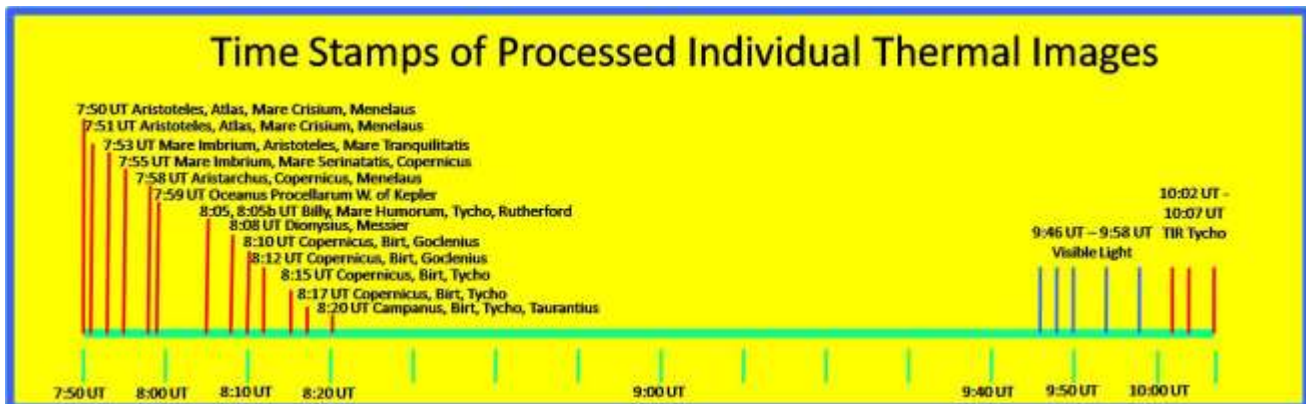 Time Stamps of Processed Individual Thermal Images
7:50 UT Aristoteles, Atlas, Mare Crisium, Menelaus
7:51 UT Aristoteles, Atlas, Mare Crisium, Menelaus
7:53 UT Mare Imbrium, Aristoteles, Mare Tranquilitatis
7:55 UT Mare Imbrium, Mare Serinatatis, Copernicus
7:58 UT Aristarchus, Copernicus, Menelaus
7:59 UT Oceanus Procellarum W. of Kepler
8:05, 8:05b UT Billy, Mare Humorum, Tycho, Rutherford
8:08 UT Dionysius, Messier
8:10 UT Copernicus, Birt, Goclenius
8:12 UT Copernicus, Birt, Goclenius
8:15 UT Copernicus, Birt, Tycho
8:17 UT Copernicus, Birt, Tycho
8:20 UT Campanus, Birt, Tycho, Taurantius
9:46 UT – 9:58 UT
Visible Light
10:02 UT -
10:07 UT
TIR Tycho
7:50 UT
8:00 UT
8:10 UT
8:20 UT
9:00 UT
9:40 UT
9:50 UT
10:00 UT